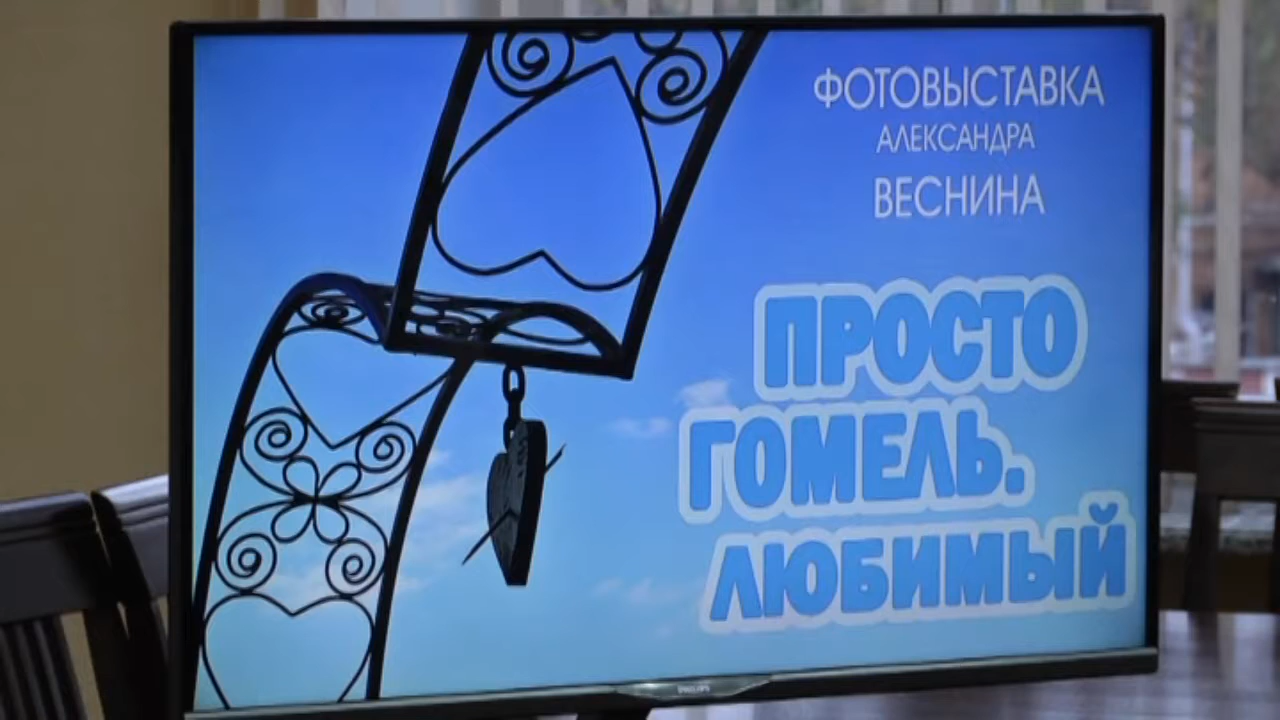 ФОТОВЫСТАВКА
АЛЕКСАНДРА
ВЕСНИНА
ПРОСТО
ГОМЕЛЬ.
ЛЮБИМЫЙ
PHILIPS